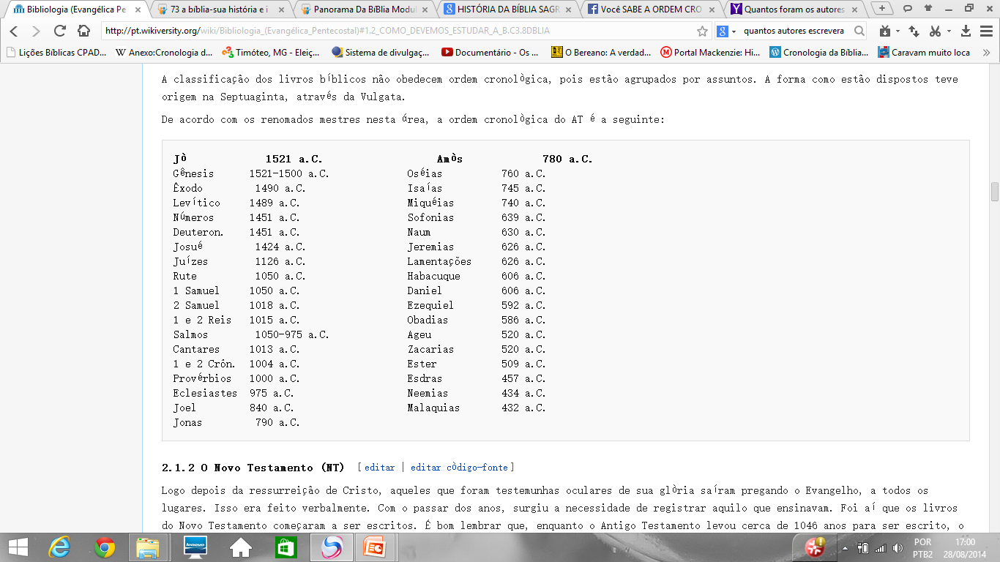 Bibliologia (Evangélica Pe
73 a bíblia-sua história e i
Panorama Da BíBlia Modul
HISTÓRIA DA BÍBLIA SAGR
Você SABE A ORDEM CRO
Quantos foram os autores
http://pt.wikiversity.org/wiki/Bibliologia_(Evangélica_Pentecostal)#1.2_COMO_DEVEMOS_ESTUDAR_A_B.C3.8DBLIA
quantos autores escrevera
Lições Bíblicas CPAD...
Anexo:Cronologia d...
Timóteo, MG - Eleiç...
Sistema de divulgaç...
Documentário - Os ...
O Bereano: A verdad...
Portal Mackenzie: Hi...
Cronologia da Bíblia...
Caravam muito loca
A classificação dos livros bíblicos não obedecem ordem cronològica, pois estão agrupados por assuntos. A forma como estão dispostos teve
origem na Septuaginta, através da Vulgata.
De acordo com os renomados mestres nesta área, a ordem cronològica do AT é a seguinte:
Jò 1521 a.C. Amòs 780 a.C.
Gênesis 1521-1500 a.C. Oséias 760 a.C.
Êxodo 1490 a.C. Isaías 745 a.C.
Levítico 1489 a.C. Miquéias 740 a.C.
Números 1451 a.C. Sofonias 639 a.C.
Deuteron. 1451 a.C. Naum 630 a.C.
Josué 1424 a.C. Jeremias 626 a.C.
Juízes 1126 a.C. Lamentações 626 a.C.
Rute 1050 a.C. Habacuque 606 a.C.
1 Samuel 1050 a.C. Daniel 606 a.C.
2 Samuel 1018 a.C. Ezequiel 592 a.C.
1 e 2 Reis 1015 a.C. Obadias 586 a.C.
Salmos 1050-975 a.C. Ageu 520 a.C.
Cantares 1013 a.C. Zacarias 520 a.C.
1 e 2 Crôn. 1004 a.C. Ester 509 a.C.
Provérbios 1000 a.C. Esdras 457 a.C.
Eclesiastes 975 a.C. Neemias 434 a.C.
Joel 840 a.C. Malaquias 432 a.C.
Jonas 790 a.C.
2.1.2 O Novo Testamento (NT) [ editar | editar còdigo-fonte ]
Logo depois da ressurreição de Cristo, aqueles que foram testemunhas oculares de sua glòria saíram pregando o Evangelho, a todos os
lugares. Isso era feito verbalmente. Com o passar dos anos, surgiu a necessidade de registrar aquilo que ensinavam. Foi aí que os livros
do Novo Testamento começaram a ser escritos. É bom lembrar que, enquanto o Antigo Testamento levou cerca de 1046 anos para ser escrito, o
lenovo
POR 17:00
PTB2 28/08/2014